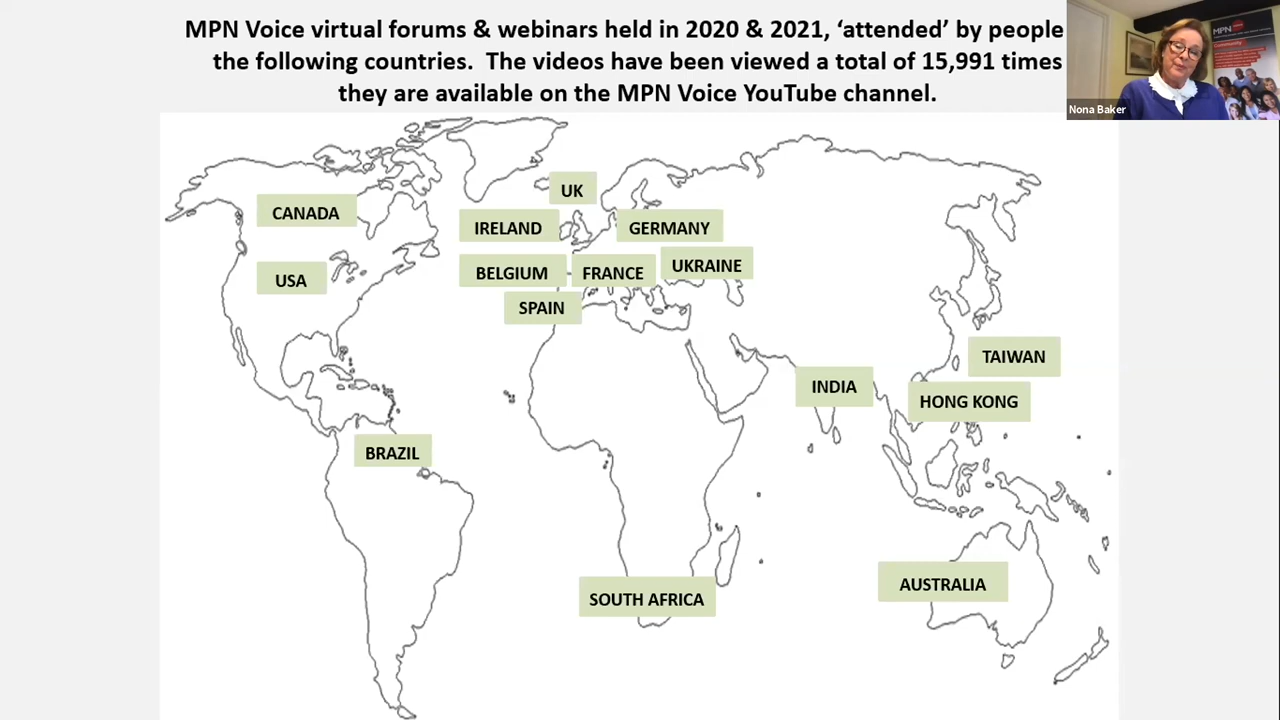 MPN Voice virtual forums & webinars held in 2020 & 2021, ‘attended’ by people
the following countries. The videos have been viewed a total of 15,991 times
they are available on the MPN Voice YouTube channel.
MPN
Nona Baker
UK
CANADA
IRELAND
GERMANY
USA
BELGIUM
FRANCE
UKRAINE
SPAIN
TAIWAN
INDIA
HONG KONG
BRAZIL
SOUTH AFRICA
AUSTRALIA